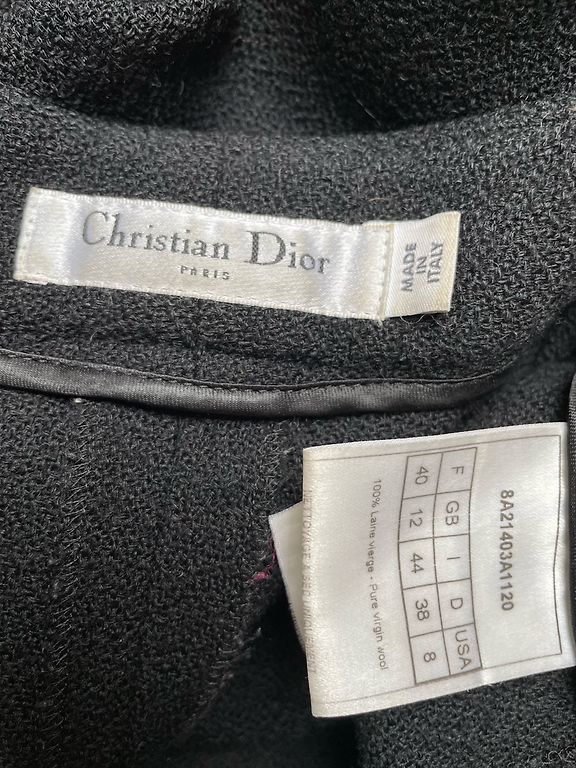 Christian Dior
PARIS
MADE
IN
ITALY
8A21403A1120
F GB I D USA
40 12 44 38 8
100% Laine vierge - Pure virgin wool